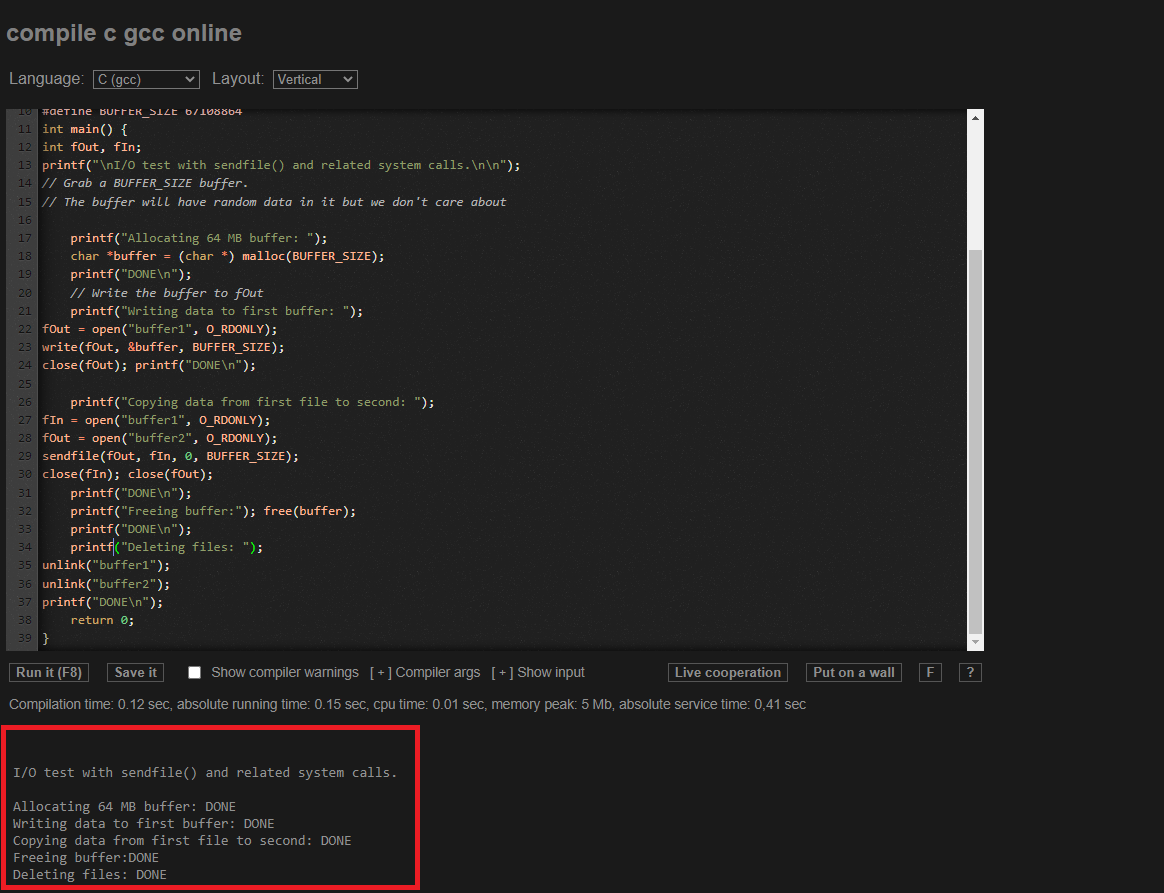 compile c gcc online
Language: C (gcc) Layout: Vertical
10 #define BUFFER_SIZE 67108864
11 int main() {
12 int fOut, fIn;
13 printf("\nI/O test with sendfile() and related system calls.\n\n");
14 // Grab a BUFFER_SIZE buffer.
15 // The buffer will have random data in it but we don't care about
16
17 printf("Allocating 64 MB buffer: ");
18 char *buffer = (char *) malloc(BUFFER_SIZE);
19 printf("DONE\n");
20 // Write the buffer to fOut
21 printf("Writing data to first buffer: ");
22 fOut = open("buffer1", O_RDONLY);
23 write(fOut, &buffer, BUFFER_SIZE);
24 close(fOut); printf("DONE\n");
25
26 printf("Copying data from first file to second: ");
27 fIn = open("buffer1", O_RDONLY);
28 fOut = open("buffer2", O_RDONLY);
29 sendfile(fOut, fIn, 0, BUFFER_SIZE);
30 close(fIn); close(fOut);
31 printf("DONE\n");
32 printf("Freeing buffer:"); free(buffer);
33 printf("DONE\n");
34 printf("Deleting files: ");
35 unlink("buffer1");
36 unlink("buffer2");
37 printf("DONE\n");
38 return 0;
39 }
Run it (F8) Save it Show compiler warnings [ + ] Compiler args [ + ] Show input Live cooperation Put on a wall F ?
Compilation time: 0.12 sec, absolute running time: 0.15 sec, cpu time: 0.01 sec, memory peak: 5 Mb, absolute service time: 0,41 sec
I/O test with sendfile() and related system calls.
Allocating 64 MB buffer: DONE
Writing data to first buffer: DONE
Copying data from first file to second: DONE
Freeing buffer:DONE
Deleting files: DONE